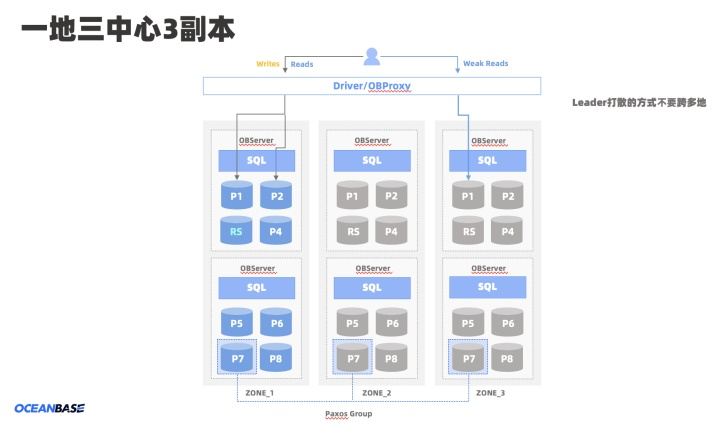 一地三中心3副本
Writes Reads Weak Reads
Driver/OBProxy
Leader打散的方式不要跨多地
OBServer OBServer OBServer
SQL SQL SQL
P1 P2 P1 P2 P1 P2
R5 P4 R5 P4 R5 P4
OBServer OBServer OBServer
SQL SQL SQL
P5 P6 P5 P6 P5 P6
P7 P8 P7 P8 P7 P8
ZONE_1 ZONE_2 ZONE_3
Paxos Group
OCEANBASE